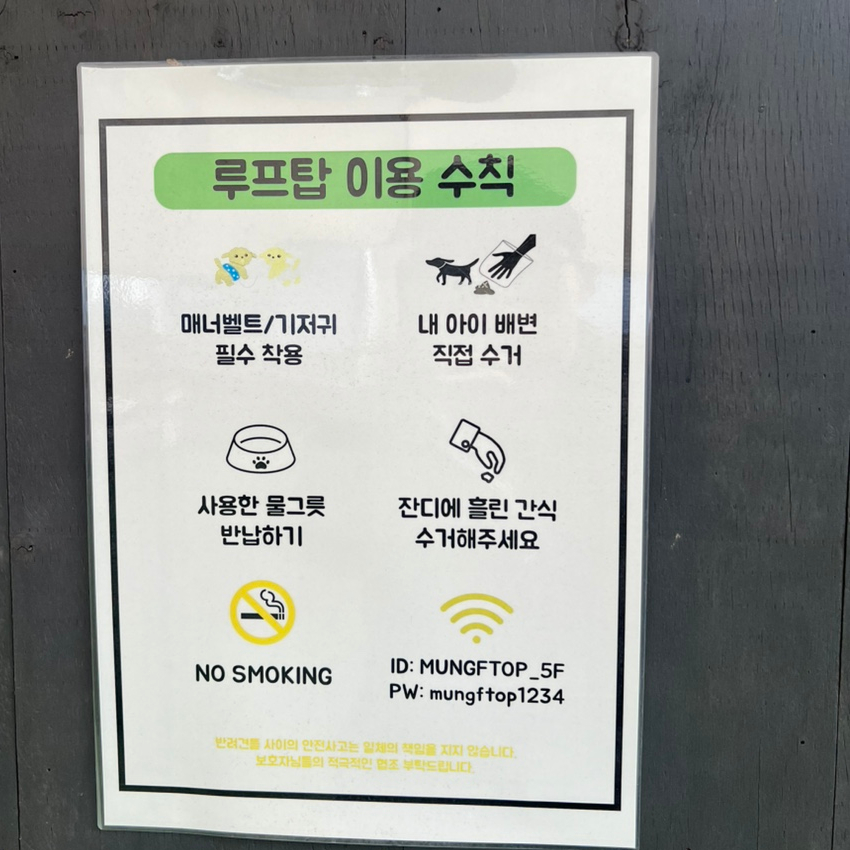 루프탑 이용 수칙
매너벨트/기저귀
필수 착용
내 아이 배변
직접 수거
사용한 물그릇
반납하기
잔디에 흘린 간식
수거해주세요
NO SMOKING
ID: MUNGFTOP_5F
PW: mungftop1234
반려견들 사이의 안전사고는 일체의 책임을 지지 않습니다.
보호자님들의 적극적인 협조 부탁드립니다.